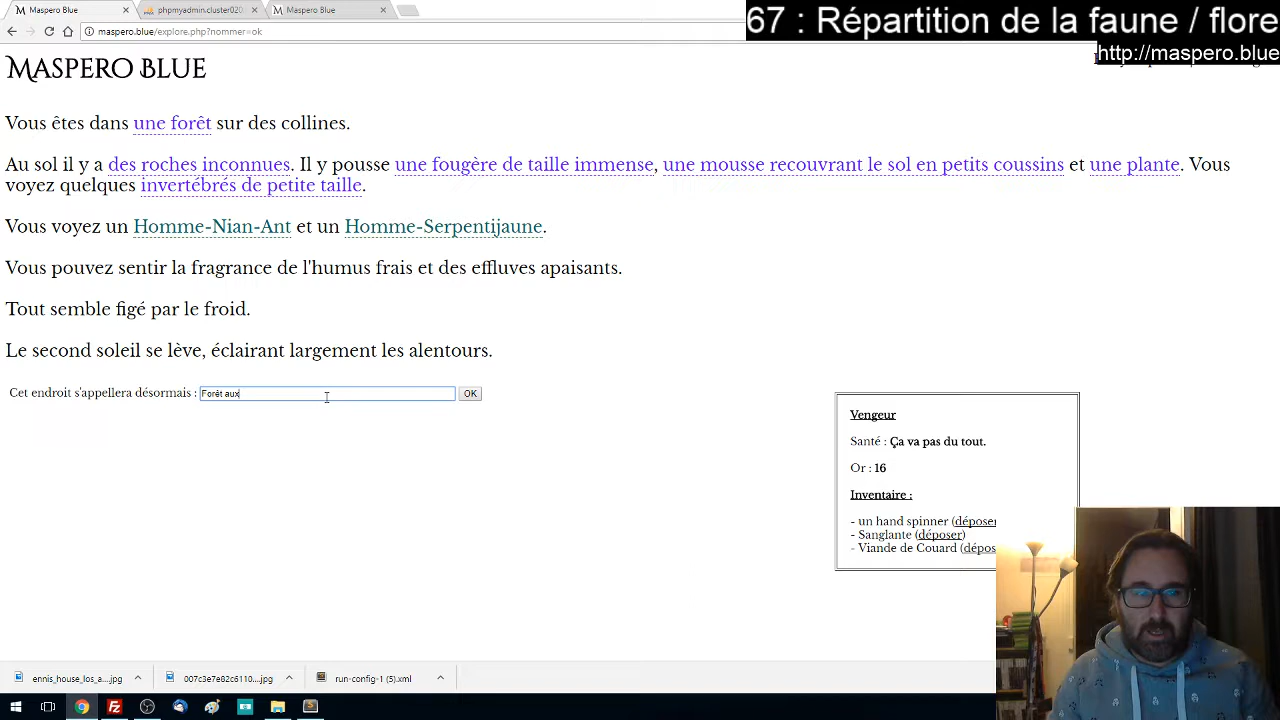 Maspero Blue
phpmyadmin.cluster020
Maspero Blue
67 : Répartition de la faune / flore
maspero.blue/explore.php?nommer=ok
http://maspero.blue
Maspero Blue
Vous êtes dans une forêt sur des collines.
Au sol il y a des roches inconnues. Il y pousse une fougère de taille immense, une mousse recouvrant le sol en petits coussins et une plante. Vous
voyez quelques invertébrés de petite taille.
Vous voyez un Homme-Nian-Ant et un Homme-Serpentijaune.
Vous pouvez sentir la fragrance de l'humus frais et des effluves apaisants.
Tout semble figé par le froid.
Le second soleil se lève, éclairant largement les alentours.
Cet endroit s'appellera désormais : Forêt aux OK
Vengeur
Santé : Ça va pas du tout.
Or : 16
Inventaire :
- un hand spinner (déposer
- Sanglante (déposer)
- Viande de Couard (dépos
ennis_house_los_a....jpg
007c3e7e82c6110....jpg
run-config-1 (5).xml